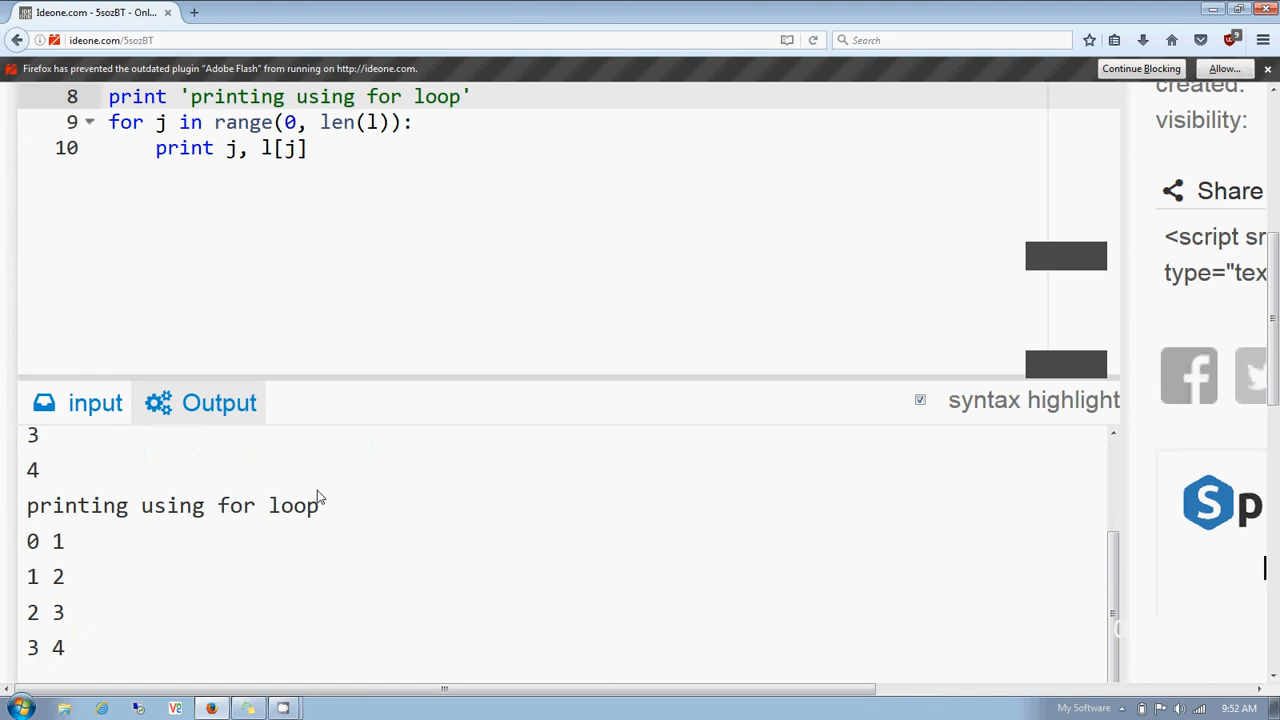 Ideone.com - 5sozBT - Onl...
ideone.com/5sozBT
Search
9
Firefox has prevented the outdated plugin "Adobe Flash" from running on http://ideone.com.
Continue Blocking
Allow...
8 print 'printing using for loop'
9 for j in range(0, len(l)):
10 print j, l[j]
created:
visibility:
Share
<script sr
type="tex
input
Output
syntax highlight
3
4
printing using for loop
0 1
1 2
2 3
3 4
My Software
9:52 AM